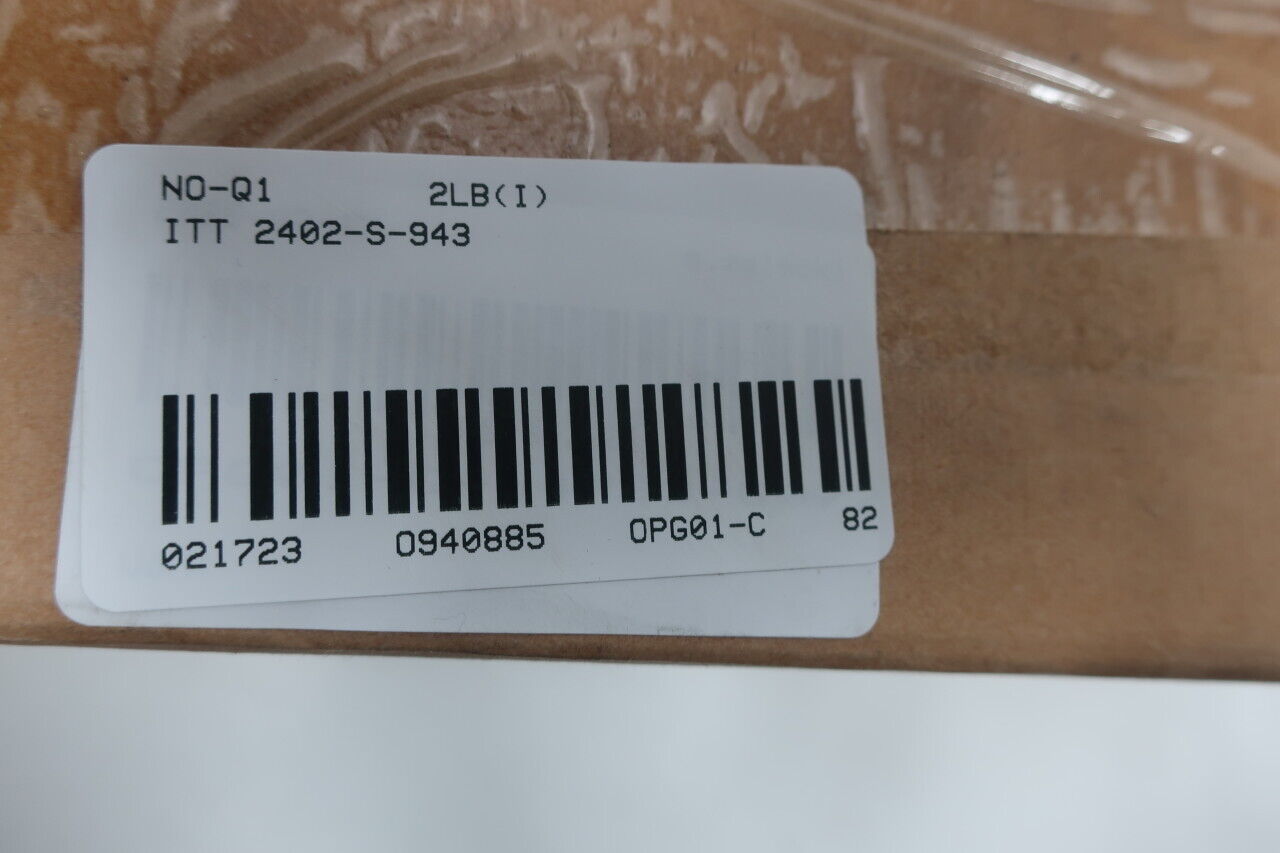 NO-Q1 2LB(I)
ITT 2402-S-943
021723 0940885 OPG01-C 82